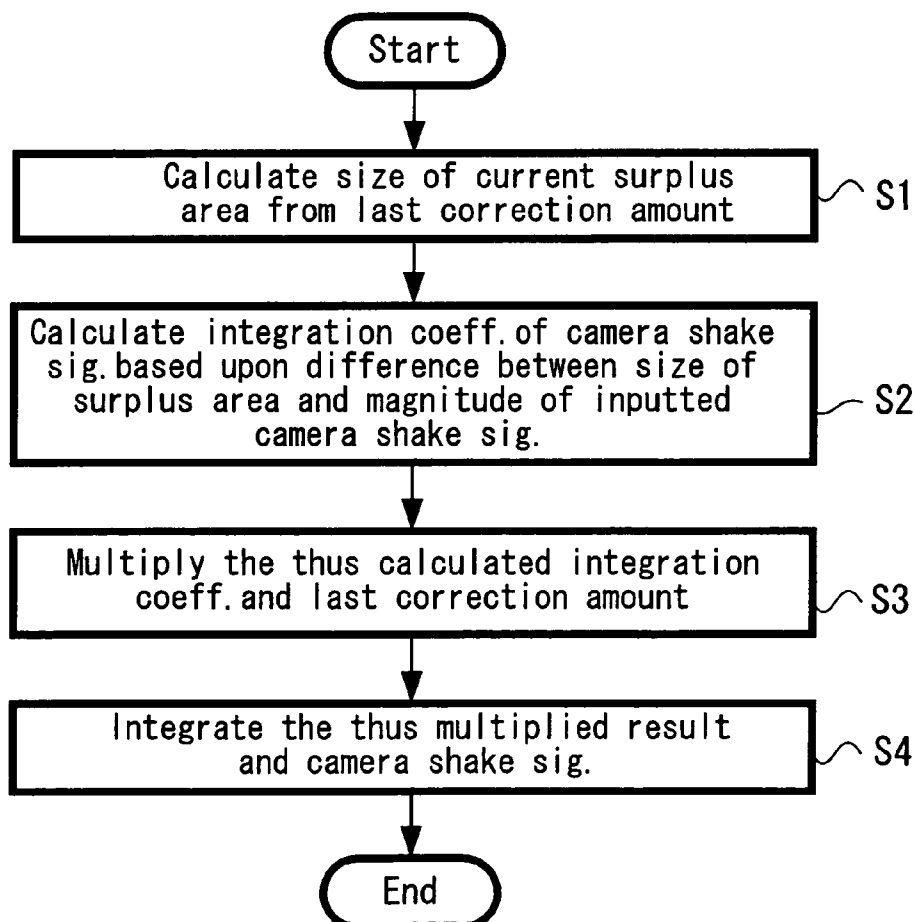 Start
Calculate size of current surplus
area from last correction amount
S1
Calculate integration coeff.of camera shake
sig.based upon difference between size of
surplus area and magnitude of inputted
camera shake sig.
S2
Multiply the thus calculated integration
coeff.and last correction amount
S3
Integrate the thus multiplied result
and camera shake sig.
S4
End